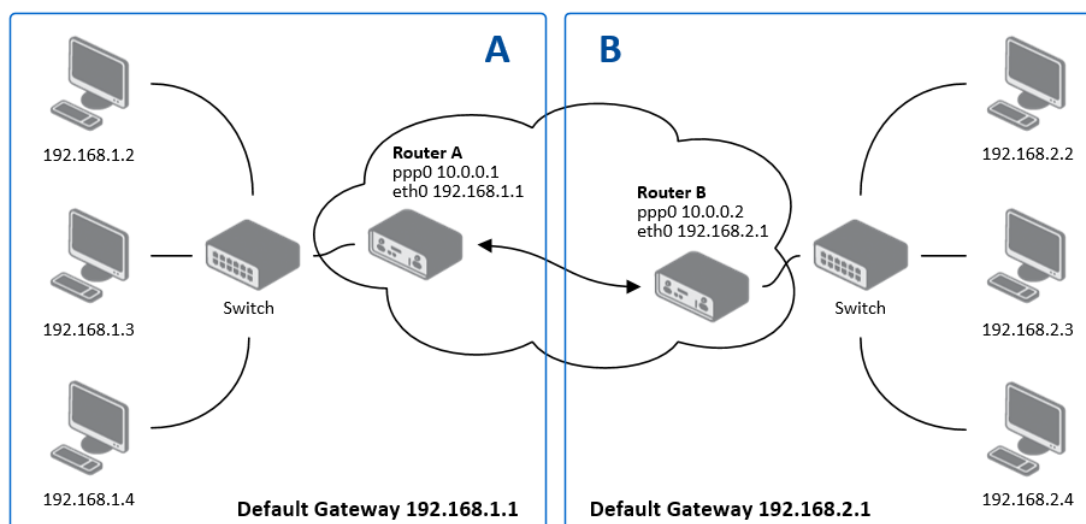 A
B
192.168.1.2
192.168.2.2
Router A
ppp0 10.0.0.1
eth0 192.168.1.1
Router B
ppp0 10.0.0.2
eth0 192.168.2.1
Switch
Switch
192.168.1.3
192.168.2.3
192.168.1.4
192.168.2.4
Default Gateway 192.168.1.1
Default Gateway 192.168.2.1